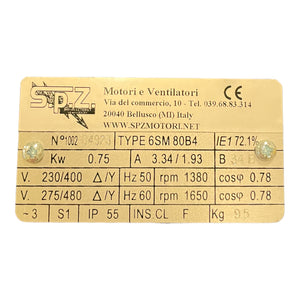 S.P.Z.
Motori e Ventilatori
Via del commercio, 10 - Tel. 039.68.83.314
20040 Bellusco (MI) Italy
WWW.SPZMOTORI.NET
CE
N° 1002 TYPE 6SM 80B4 IE1 72.1%
Kw 0.75 A 3.34 / 1.93 B
V. 230/400 Δ/Y Hz 50 rpm 1380 cosφ 0.78
V. 275/480 Δ/Y Hz 60 rpm 1650 cosφ 0.78
~3 S1 IP 55 INS.CL F Kg 9.5